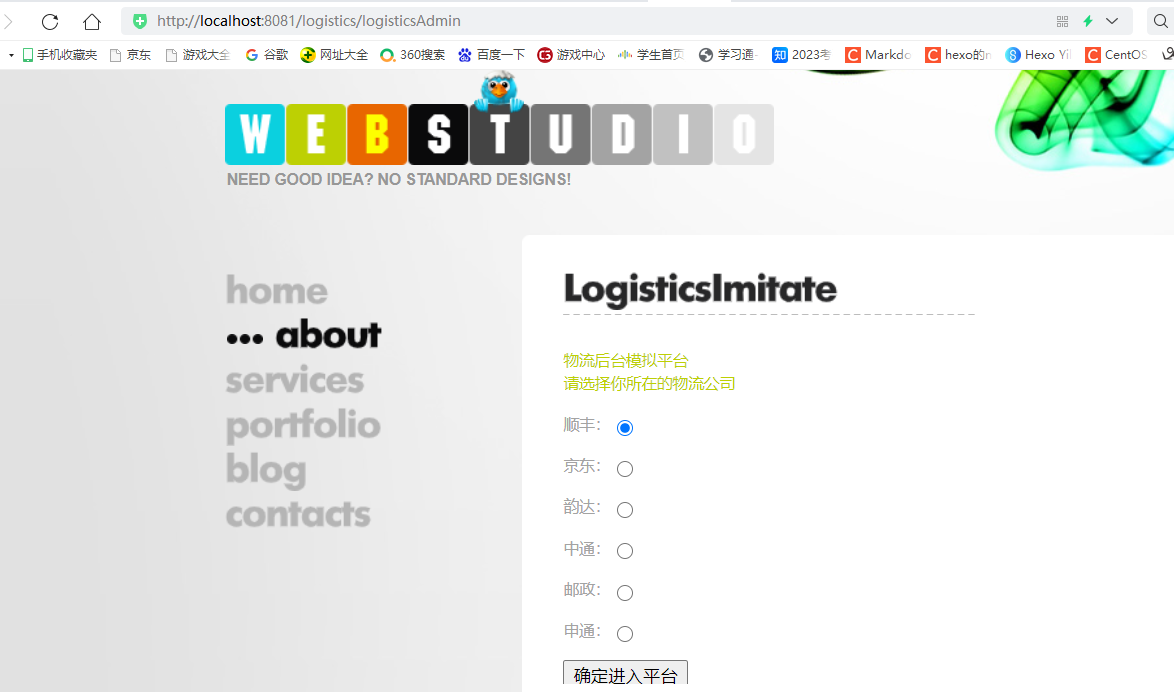 http://localhost:8081/logistics/logisticsAdmin
手机收藏夹 京东 游戏大全 谷歌 网址大全 360搜索 百度一下 游戏中心 学生首页 学习通 2023考 Markdo hexo的n Hexo Yi CentOS
WEBSTUDIO
NEED GOOD IDEA? NO STANDARD DESIGNS!
home
••• about
services
portfolio
blog
contacts
LogisticsImitate
物流后台模拟平台
请选择你所在的物流公司
顺丰：
京东：
韵达：
中通：
邮政：
申通：
确定进入平台